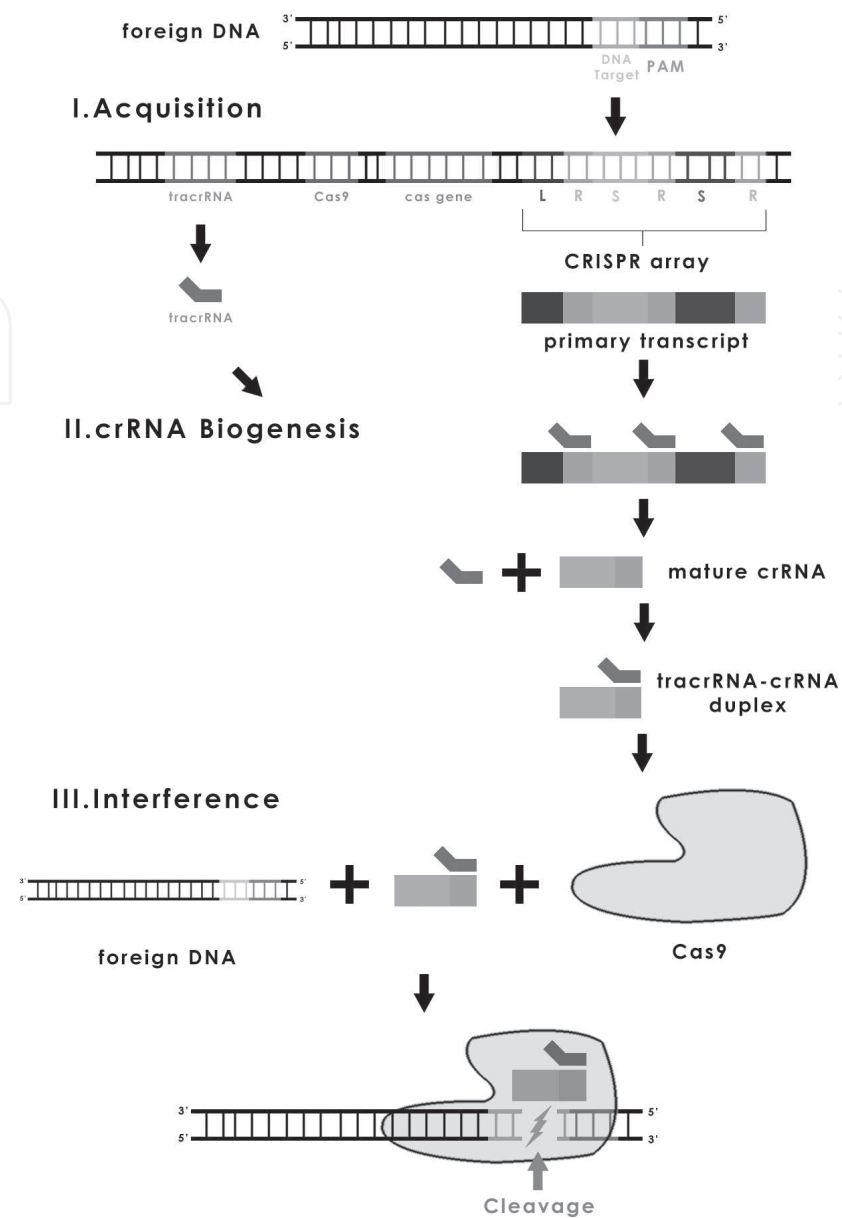 3' 5'
foreign DNA
5' 3'
DNA
Target
PAM
I.Acquisition
tracrRNA Cas9 cas gene L R S R S R
CRISPR array
tracrRNA
primary transcript
II.crRNA Biogenesis
mature crRNA
tracrRNA-crRNA
duplex
III.Interference
3' 5'
5' 3'
foreign DNA
Cas9
3' 5'
5' 3'
Cleavage